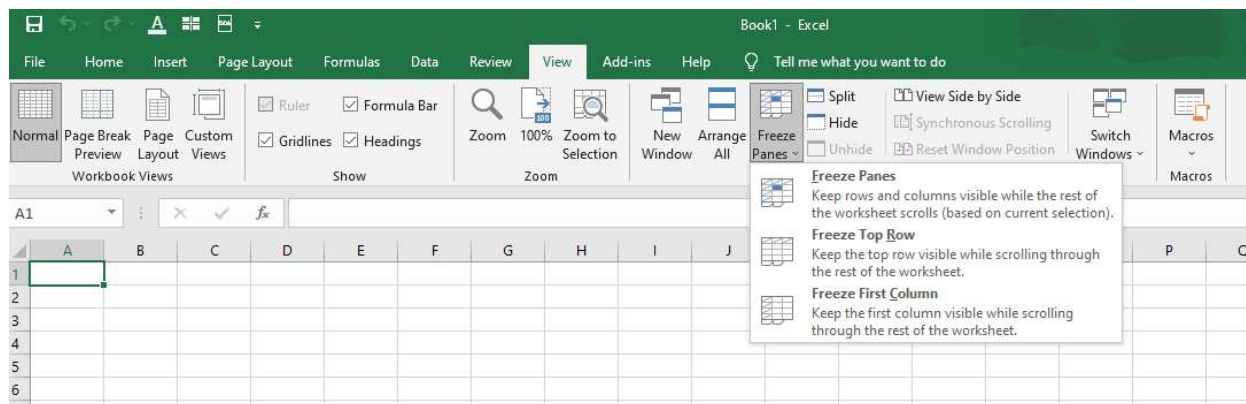 Book1 - Excel
File Home Insert Page Layout Formulas Data Review View Add-ins Help Tell me what you want to do
Normal
Page Break Preview
Page Layout
Custom Views
Workbook Views
Ruler
Formula Bar
Gridlines
Headings
Show
Zoom
100%
Zoom to Selection
Zoom
New Window
Arrange All
Freeze Panes
Split
Hide
Unhide
View Side by Side
Synchronous Scrolling
Reset Window Position
Switch Windows
Macros
Macros
Freeze Panes
Keep rows and columns visible while the rest of
the worksheet scrolls (based on current selection).
Freeze Top Row
Keep the top row visible while scrolling through
the rest of the worksheet.
Freeze First Column
Keep the first column visible while scrolling
through the rest of the worksheet.
A1 fx
A B C D E F G H I J P Q
1
2
3
4
5
6